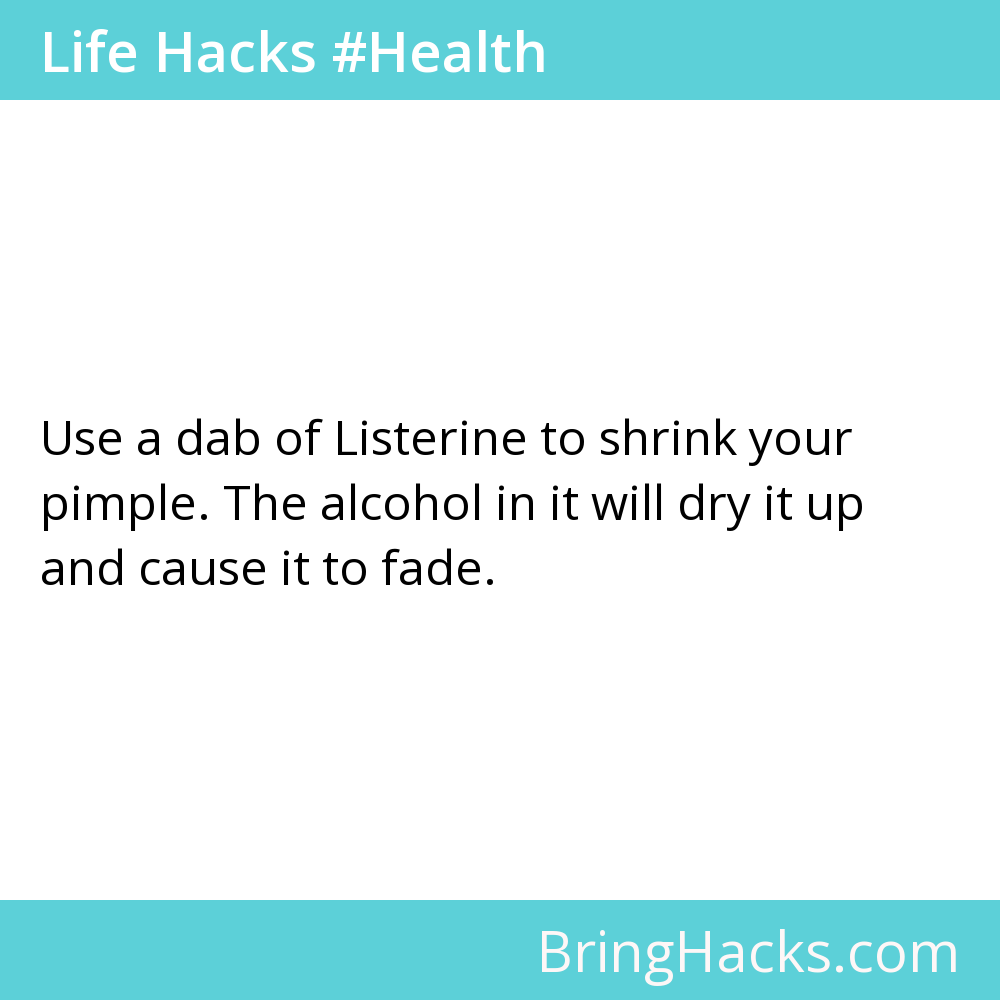 Life Hacks #Health
Use a dab of Listerine to shrink your
pimple. The alcohol in it will dry it up
and cause it to fade.
BringHacks.com